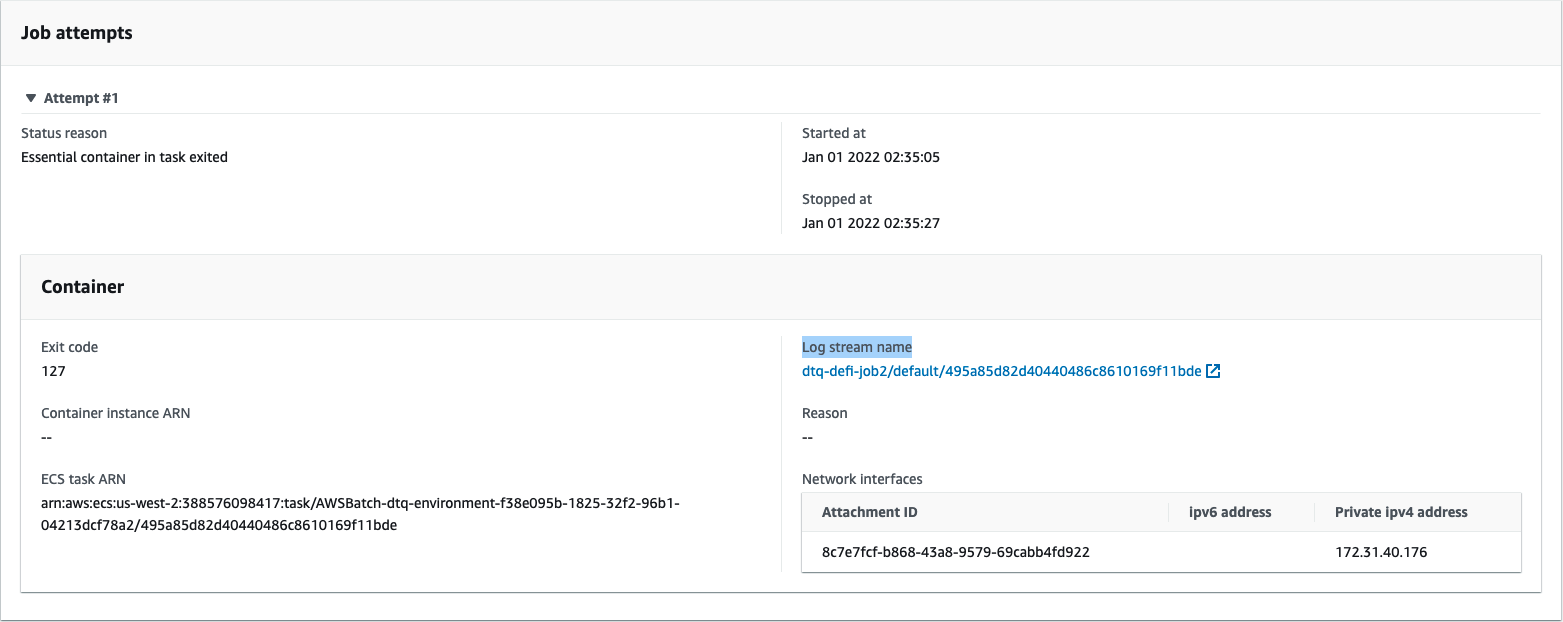 Job attempts
Attempt #1
Status reason
Essential container in task exited
Started at
Jan 01 2022 02:35:05
Stopped at
Jan 01 2022 02:35:27
Container
Exit code
127
Container instance ARN
--
ECS task ARN
arn:aws:ecs:us-west-2:388576098417:task/AWSBatch-dtq-environment-f38e095b-1825-32f2-96b1-
04213dcf78a2/495a85d82d40440486c8610169f11bde
Log stream name
dtq-defi-job2/default/495a85d82d40440486c8610169f11bde
Reason
--
Network interfaces
Attachment ID ipv6 address Private ipv4 address
8c7e7fcf-b868-43a8-9579-69cabb4fd922 172.31.40.176